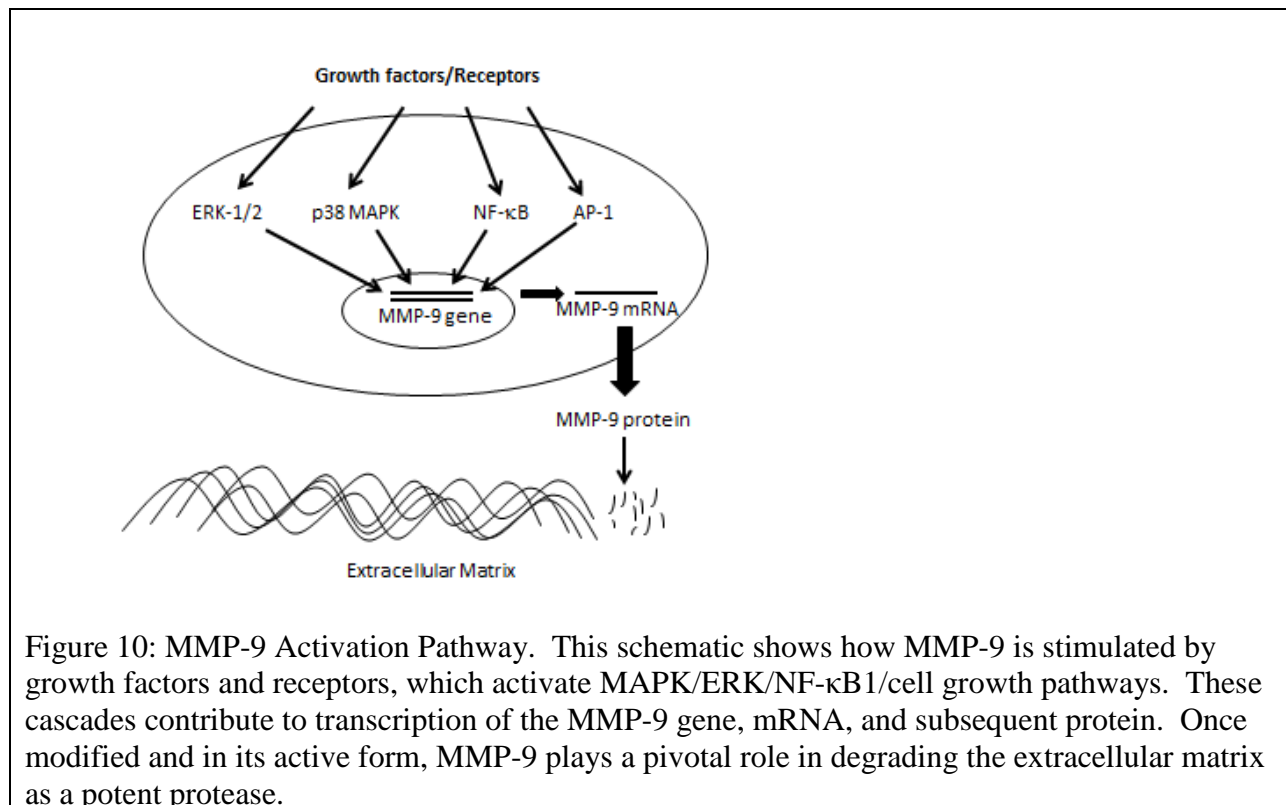 Growth factors/Receptors
ERK-1/2 p38 MAPK NF-κB AP-1
MMP-9 gene MMP-9 mRNA
MMP-9 protein
Extracellular Matrix
Figure 10: MMP-9 Activation Pathway. This schematic shows how MMP-9 is stimulated by
growth factors and receptors, which activate MAPK/ERK/NF-κB1/cell growth pathways. These
cascades contribute to transcription of the MMP-9 gene, mRNA, and subsequent protein. Once
modified and in its active form, MMP-9 plays a pivotal role in degrading the extracellular matrix
as a potent protease.